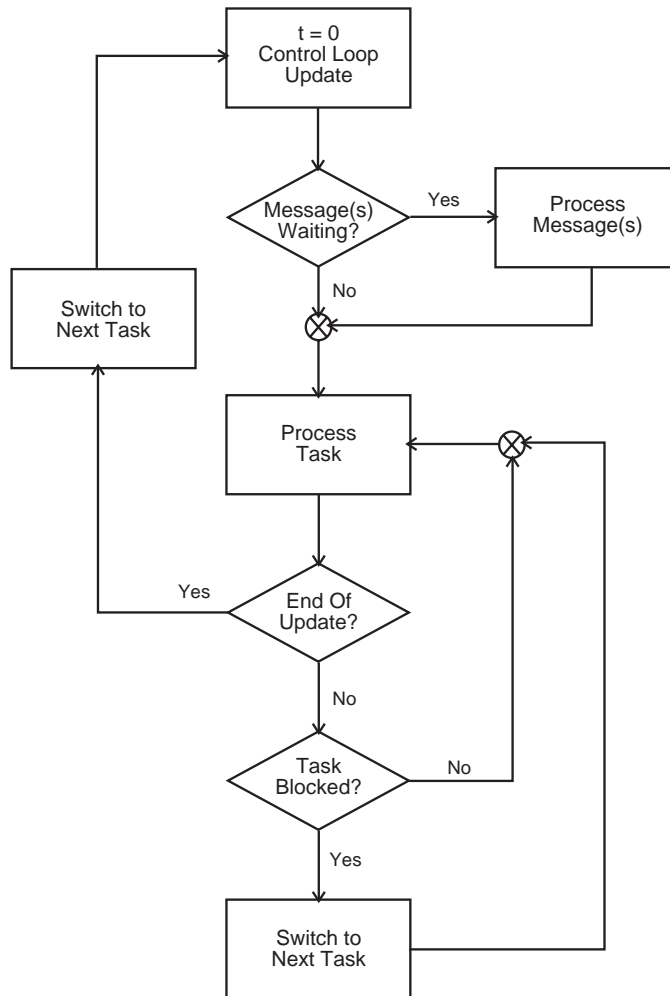 t = 0
Control Loop
Update
Message(s)
Waiting?
Yes
Process
Message(s)
No
Switch to
Next Task
Process
Task
Yes
End Of
Update?
No
Task
Blocked?
No
Yes
Switch to
Next Task